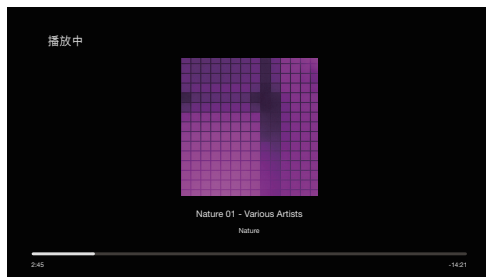 播放中
Nature 01 - Various Artists
Nature
2:45
-14:21